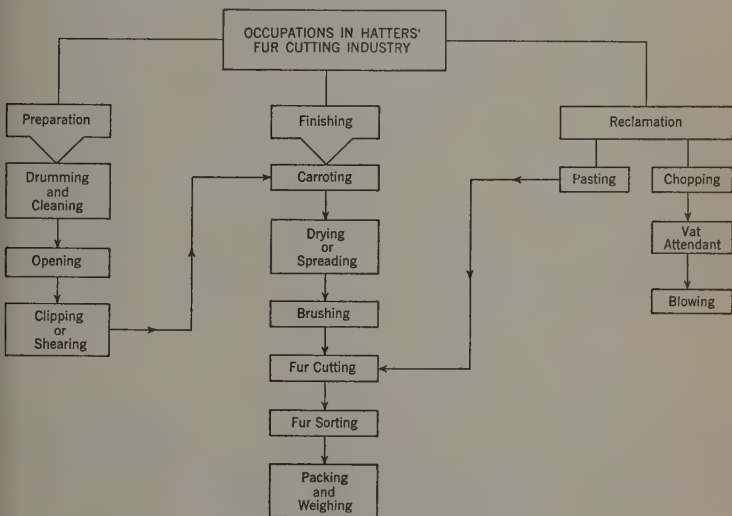 OCCUPATIONS IN HATTERS'
FUR CUTTING INDUSTRY
Preparation
Finishing
Reclamation
Drumming
and
Cleaning
Opening
Clipping
or
Shearing
Carroting
Drying
or
Spreading
Brushing
Fur Cutting
Fur Sorting
Packing
and
Weighing
Pasting
Chopping
Vat
Attendant
Blowing